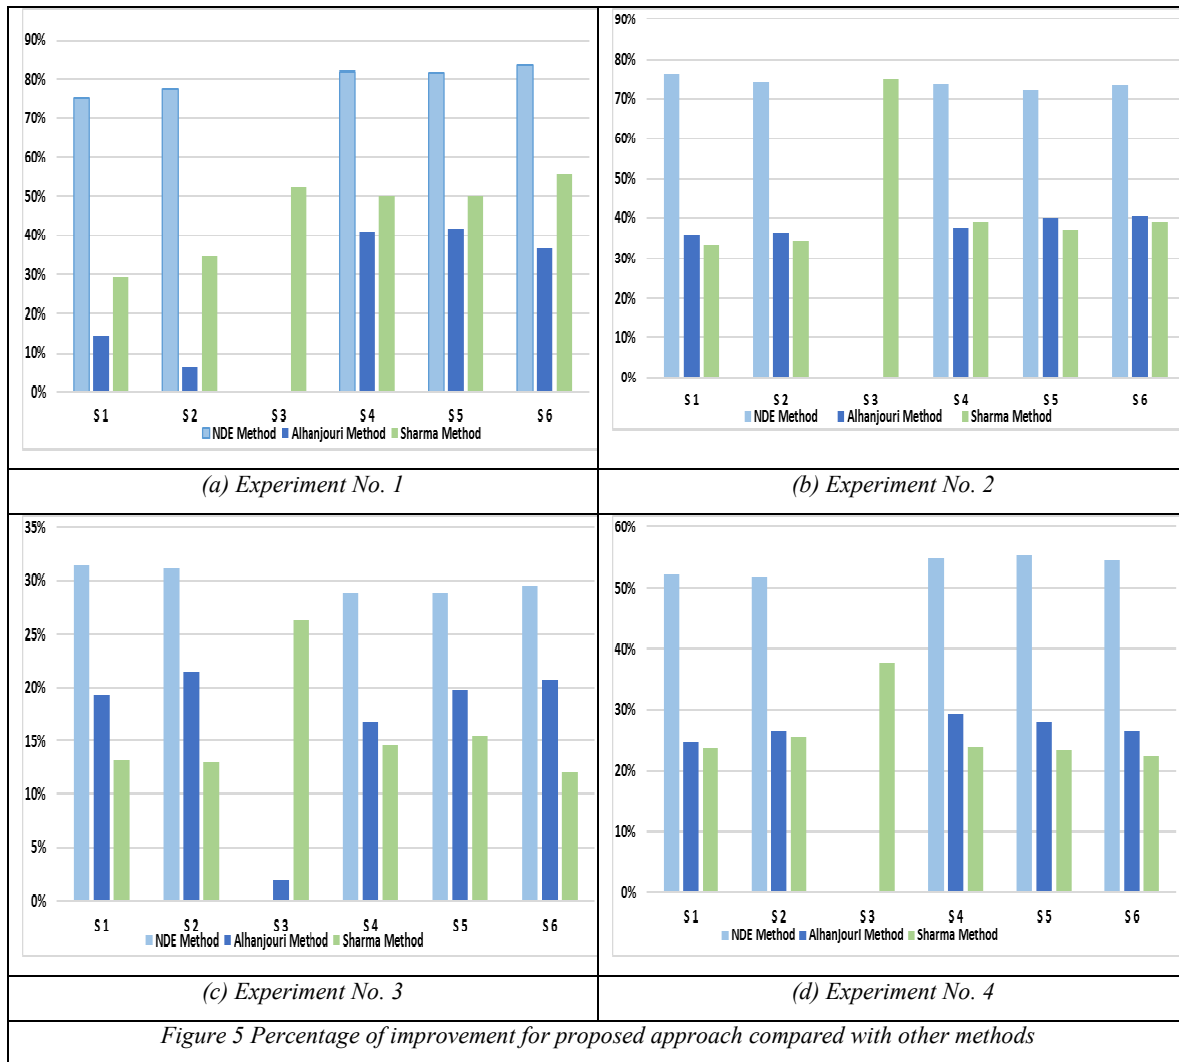 90%
80%
70%
60%
50%
40%
30%
20%
10%
0%
S 1 S 2 S 3 S 4 S 5 S 6
NDE Method Alhanjouri Method Sharma Method
(a) Experiment No. 1
90%
80%
70%
60%
50%
40%
30%
20%
10%
0%
S 1 S 2 S 3 S 4 S 5 S 6
NDE Method Alhanjouri Method Sharma Method
(b) Experiment No. 2
35%
30%
25%
20%
15%
10%
5%
0%
S 1 S 2 S 3 S 4 S 5 S 6
NDE Method Alhanjouri Method Sharma Method
(c) Experiment No. 3
60%
50%
40%
30%
20%
10%
0%
S 1 S 2 S 3 S 4 S 5 S 6
NDE Method Alhanjouri Method Sharma Method
(d) Experiment No. 4
Figure 5 Percentage of improvement for proposed approach compared with other methods